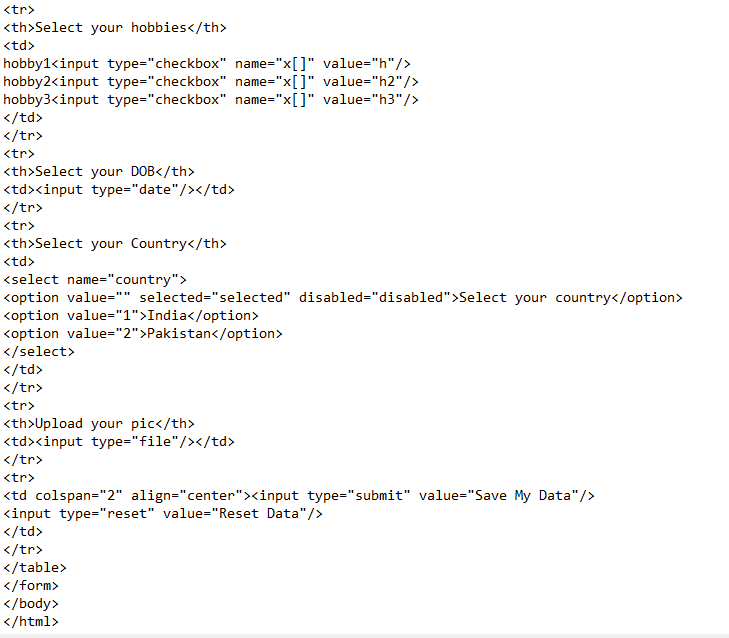 <tr>
<th>Select your hobbies</th>
<td>
hobby1<input type="checkbox" name="x[]" value="h"/>
hobby2<input type="checkbox" name="x[]" value="h2"/>
hobby3<input type="checkbox" name="x[]" value="h3"/>
</td>
</tr>
<tr>
<th>Select your DOB</th>
<td><input type="date"/></td>
</tr>
<tr>
<th>Select your Country</th>
<td>
<select name="country">
<option value="" selected="selected" disabled="disabled">Select your country</option>
<option value="1">India</option>
<option value="2">Pakistan</option>
</select>
</td>
</tr>
<tr>
<th>Upload your pic</th>
<td><input type="file"/></td>
</tr>
<tr>
<td colspan="2" align="center"><input type="submit" value="Save My Data"/>
<input type="reset" value="Reset Data"/>
</td>
</tr>
</table>
</form>
</body>
</html>